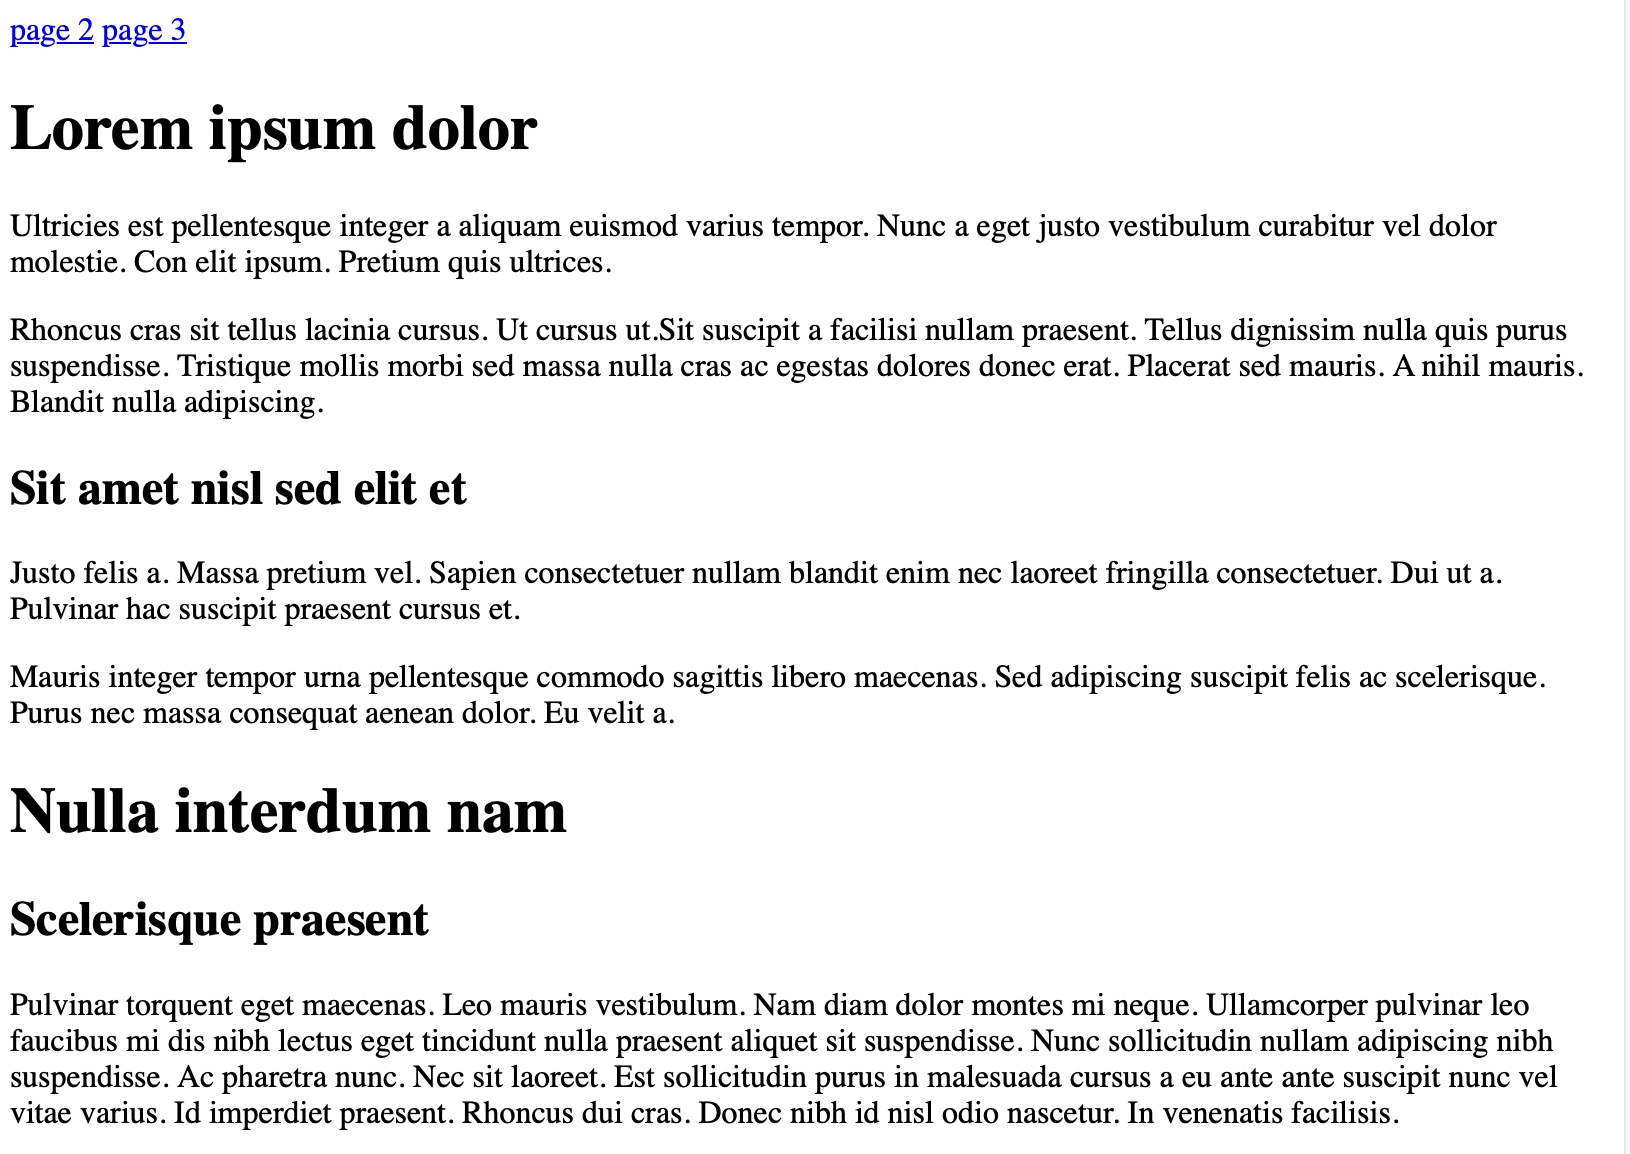 page 2 page 3
Lorem ipsum dolor
Ultricies est pellentesque integer a aliquam euismod varius tempor. Nunc a eget justo vestibulum curabitur vel dolor
molestie. Con elit ipsum. Pretium quis ultrices.
Rhoncus cras sit tellus lacinia cursus. Ut cursus ut.Sit suscipit a facilisi nullam praesent. Tellus dignissim nulla quis purus
suspendisse. Tristique mollis morbi sed massa nulla cras ac egestas dolores donec erat. Placerat sed mauris. A nihil mauris.
Blandit nulla adipiscing.
Sit amet nisl sed elit et
Justo felis a. Massa pretium vel. Sapien consectetuer nullam blandit enim nec laoreet fringilla consectetuer. Dui ut a.
Pulvinar hac suscipit praesent cursus et.
Mauris integer tempor urna pellentesque commodo sagittis libero maecenas. Sed adipiscing suscipit felis ac scelerisque.
Purus nec massa consequat aenean dolor. Eu velit a.
Nulla interdum nam
Scelerisque praesent
Pulvinar torquent eget maecenas. Leo mauris vestibulum. Nam diam dolor montes mi neque. Ullamcorper pulvinar leo
faucibus mi dis nibh lectus eget tincidunt nulla praesent aliquet sit suspendisse. Nunc sollicitudin nullam adipiscing nibh
suspendisse. Ac pharetra nunc. Nec sit laoreet. Est sollicitudin purus in malesuada cursus a eu ante ante suscipit nunc vel
vitae varius. Id imperdiet praesent. Rhoncus dui cras. Donec nibh id nisl odio nascetur. In venenatis facilisis.